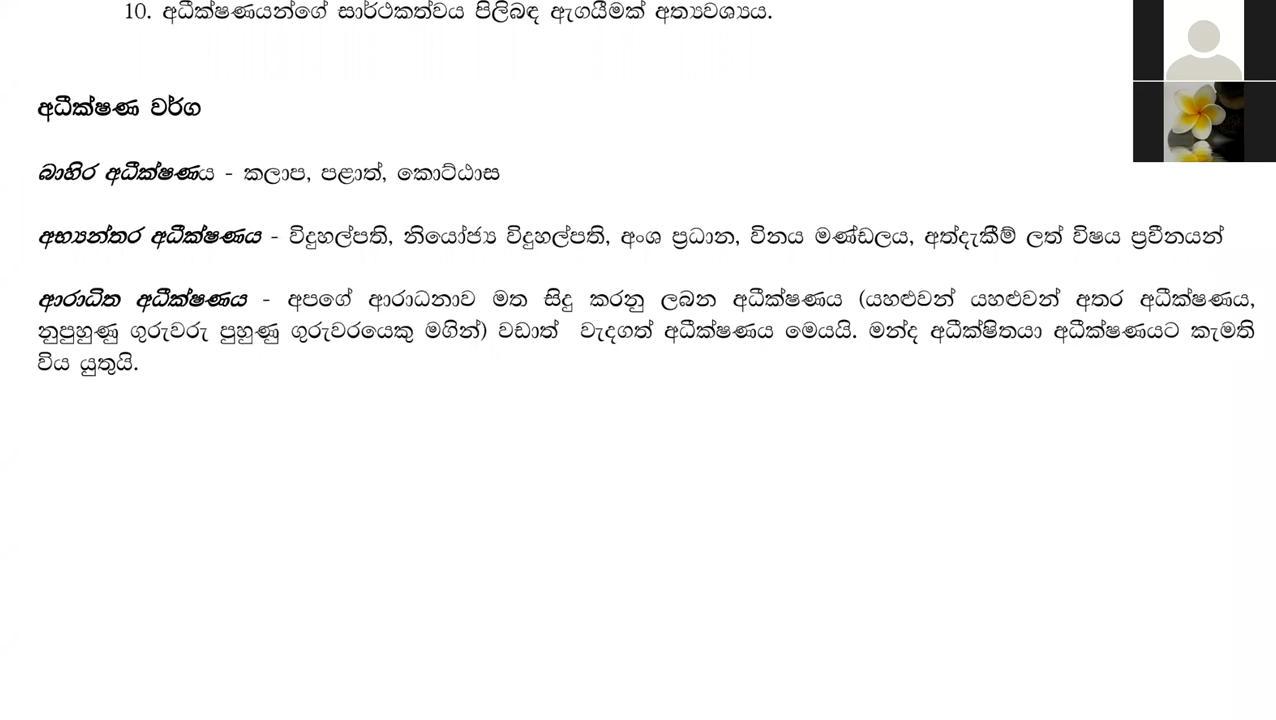 10. අධීක්ෂණයන්ගේ සාර්ථකත්වය පිලිබඳ ඇගයීමක් අත්‍යවශ්‍යය.
අධීක්ෂණ වර්ග
බාහිර අධීක්ෂණය - කලාප, පළාත්, කොට්ඨාස
අභ්‍යන්තර අධීක්ෂණය - විදුහල්පති, නියෝජ්‍ය විදුහල්පති, අංශ ප්‍රධාන, විනය මණ්ඩලය, අත්දැකීම් ලත් විෂය ප්‍රවීනයන්
ආරාධිත අධීක්ෂණය - අපගේ ආරාධනාව මත සිදු කරනු ලබන අධීක්ෂණය (යහළුවන් යහළුවන් අතර අධීක්ෂණය,
නුපුහුණු ගුරුවරු පුහුණු ගුරුවරයෙකු මගින්) වඩාත් වැදගත් අධීක්ෂණය මෙයයි. මන්ද අධීක්ෂිතයා අධීක්ෂණයට කැමති
විය යුතුයි.